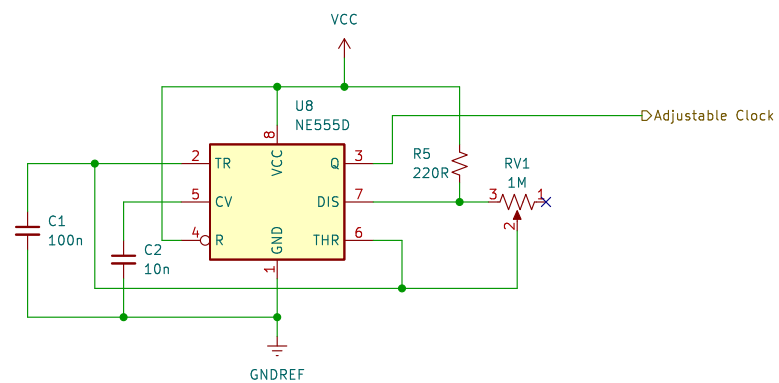 VCC
U8
NE555D
8
VCC
Adjustable Clock
2
TR
Q
3
R5
220R
RV1
1M
5
CV
DIS
7
3
1
C1
100n
4
R
GND
THR
6
2
C2
10n
1
GNDREF